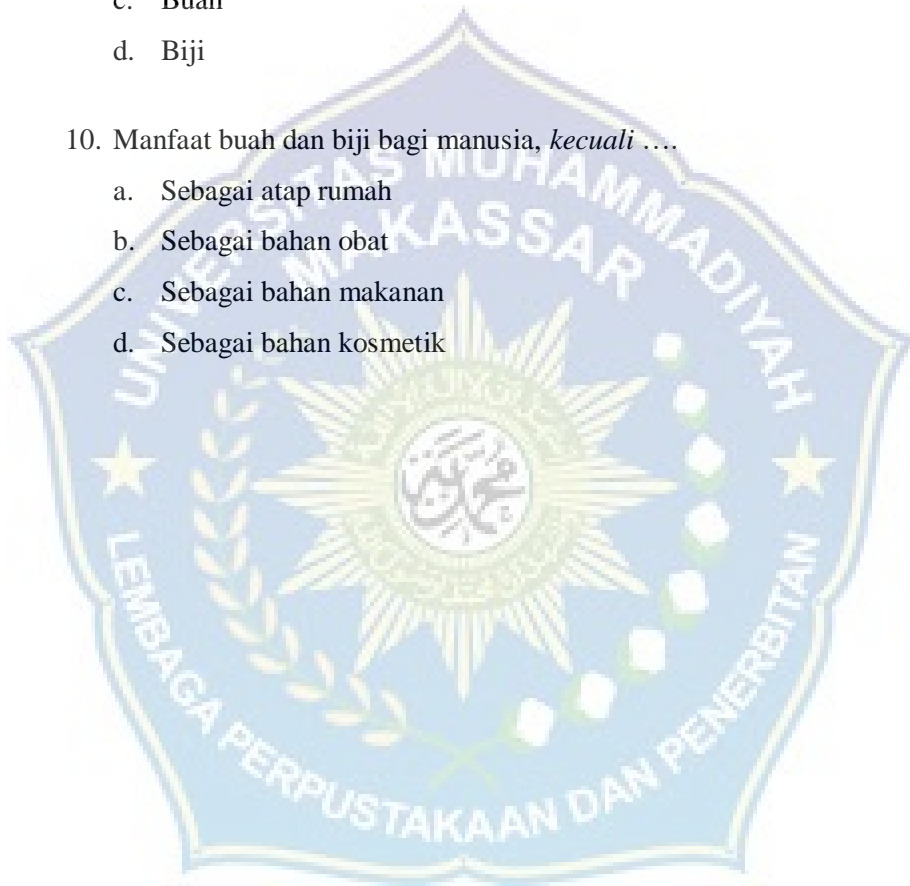 c. Buah
d. Biji
10. Manfaat buah dan biji bagi manusia, kecuali ….
a. Sebagai atap rumah
b. Sebagai bahan obat
c. Sebagai bahan makanan
d. Sebagai bahan kosmetik
UNIVERSITAS MUHAMMADIYAH
MAKASSAR
LEMBAGA PERPUSTAKAAN DAN PENERBITAN